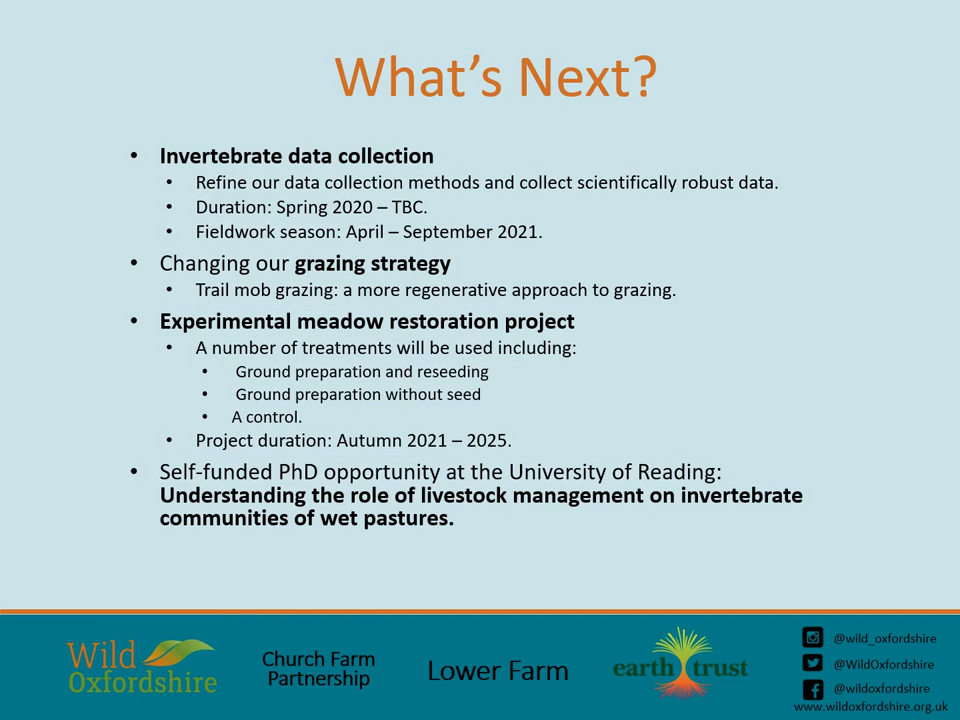 What's Next?
• Invertebrate data collection
• Refine our data collection methods and collect scientifically robust data.
• Duration: Spring 2020 – TBC.
• Fieldwork season: April – September 2021.
• Changing our grazing strategy
• Trail mob grazing: a more regenerative approach to grazing.
• Experimental meadow restoration project
• A number of treatments will be used including:
• Ground preparation and reseeding
• Ground preparation without seed
• A control.
• Project duration: Autumn 2021 – 2025.
• Self-funded PhD opportunity at the University of Reading:
Understanding the role of livestock management on invertebrate
communities of wet pastures.
Wild
Oxfordshire
Church Farm
Partnership
Lower Farm
earth trust
@wild_oxfordshire
@WildOxfordshire
@wildoxfordshire
www.wildoxfordshire.org.uk